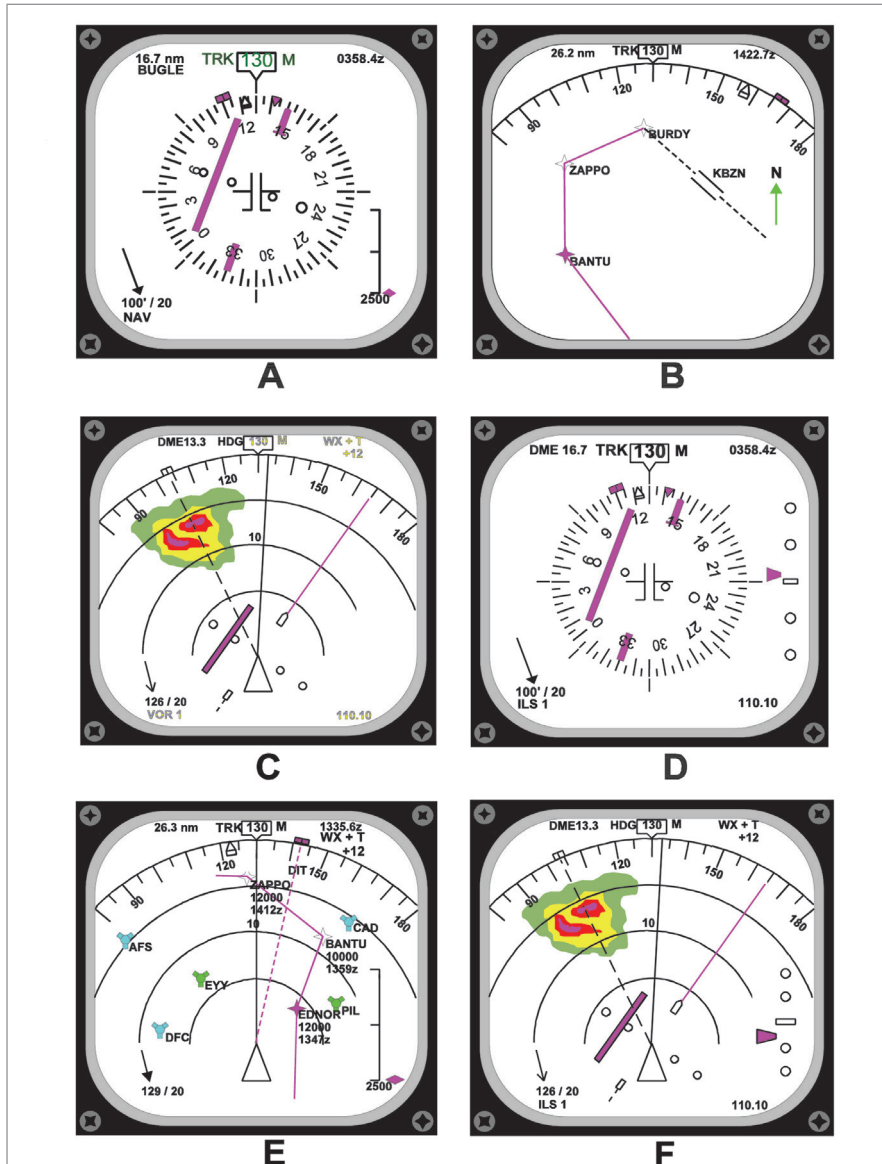 16.7 nm TRK 130 M 0358.4z
BUGLE
12
9 15
6 18
3 21
0 24
33 27
30
100' / 20 2500
NAV
A
26.2 nm TRK 130 M 1422.7z
120 150
90 180
BURDY
ZAPPO KBZN
N
BANTU
B
DME13.3 HDG 130 M WX + T
+12
120 150
90 180
10
126 / 20
VOR 1 110.10
C
DME 16.7 TRK 130 M 0358.4z
12
9 15
6 18
3 21
0 24
33 27
30
100' / 20
ILS 1 110.10
D
26.3 nm TRK 130 M 1335.6z
WX + T
+12
120 DIT 150
90 180
ZAPPO
12000
1412z
10 CAD
AFS BANTU
10000
1359z
EYY
EDNOR PIL
12000
1347z
DFC
129 / 20 2500
E
DME13.3 HDG 130 M WX + T
+12
120 150
90 180
10
126 / 20
ILS 1 110.10
F